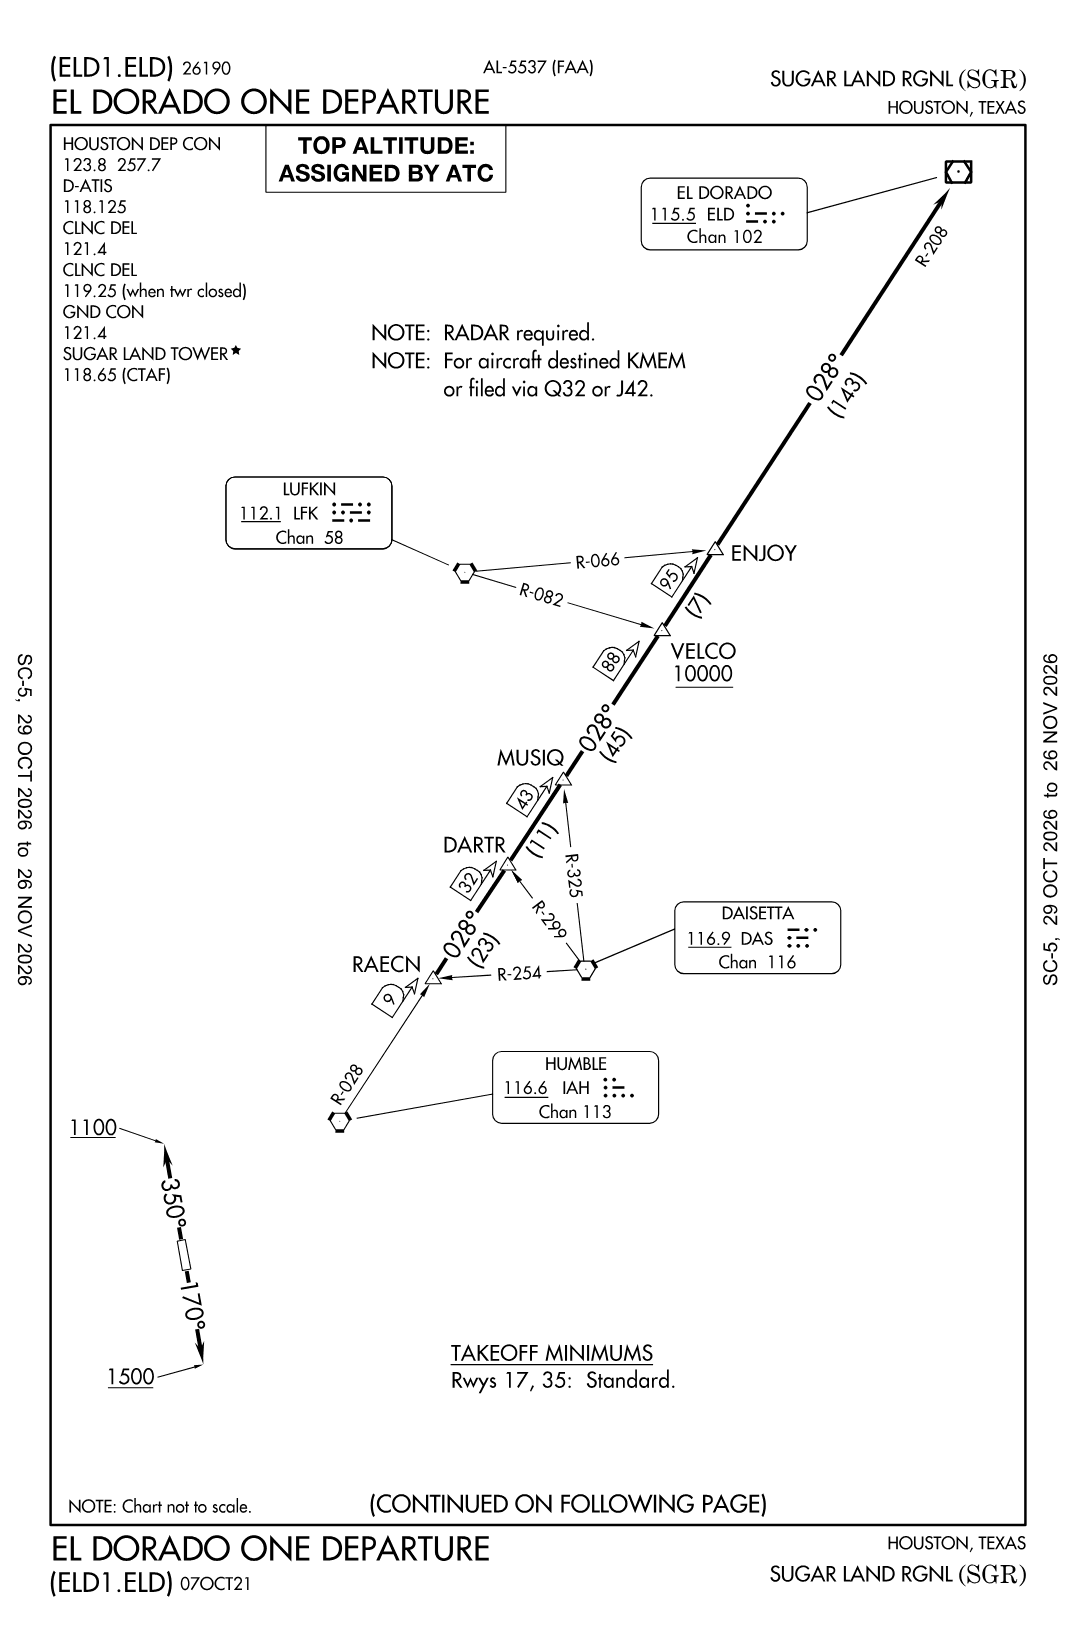 (ELD1.ELD) 26190
AL-5537 (FAA)
SUGAR LAND RGNL (SGR)
EL DORADO ONE DEPARTURE
HOUSTON, TEXAS
HOUSTON DEP CON
123.8 257.7
D-ATIS
118.125
CLNC DEL
121.4
CLNC DEL
119.25 (when twr closed)
GND CON
121.4
SUGAR LAND TOWER★
118.65 (CTAF)
TOP ALTITUDE:
ASSIGNED BY ATC
EL DORADO
115.5 ELD
Chan 102
R-208
NOTE: RADAR required.
NOTE: For aircraft destined KMEM
or filed via Q32 or J42.
028°
(143)
LUFKIN
112.1 LFK
Chan 58
R-066
ENJOY
R-082
95
(7)
VELCO
10000
88
028°
(45)
MUSIQ
43
(11)
DARTR
32
R-325
R-299
028°
(23)
DAISETTA
116.9 DAS
Chan 116
RAECN
R-254
9
R-028
HUMBLE
116.6 IAH
Chan 113
1100
350°
170°
1500
TAKEOFF MINIMUMS
Rwys 17, 35: Standard.
NOTE: Chart not to scale.
(CONTINUED ON FOLLOWING PAGE)
SC-5, 29 OCT 2026 to 26 NOV 2026
SC-5, 29 OCT 2026 to 26 NOV 2026
EL DORADO ONE DEPARTURE
HOUSTON, TEXAS
(ELD1.ELD) 07OCT21
SUGAR LAND RGNL (SGR)